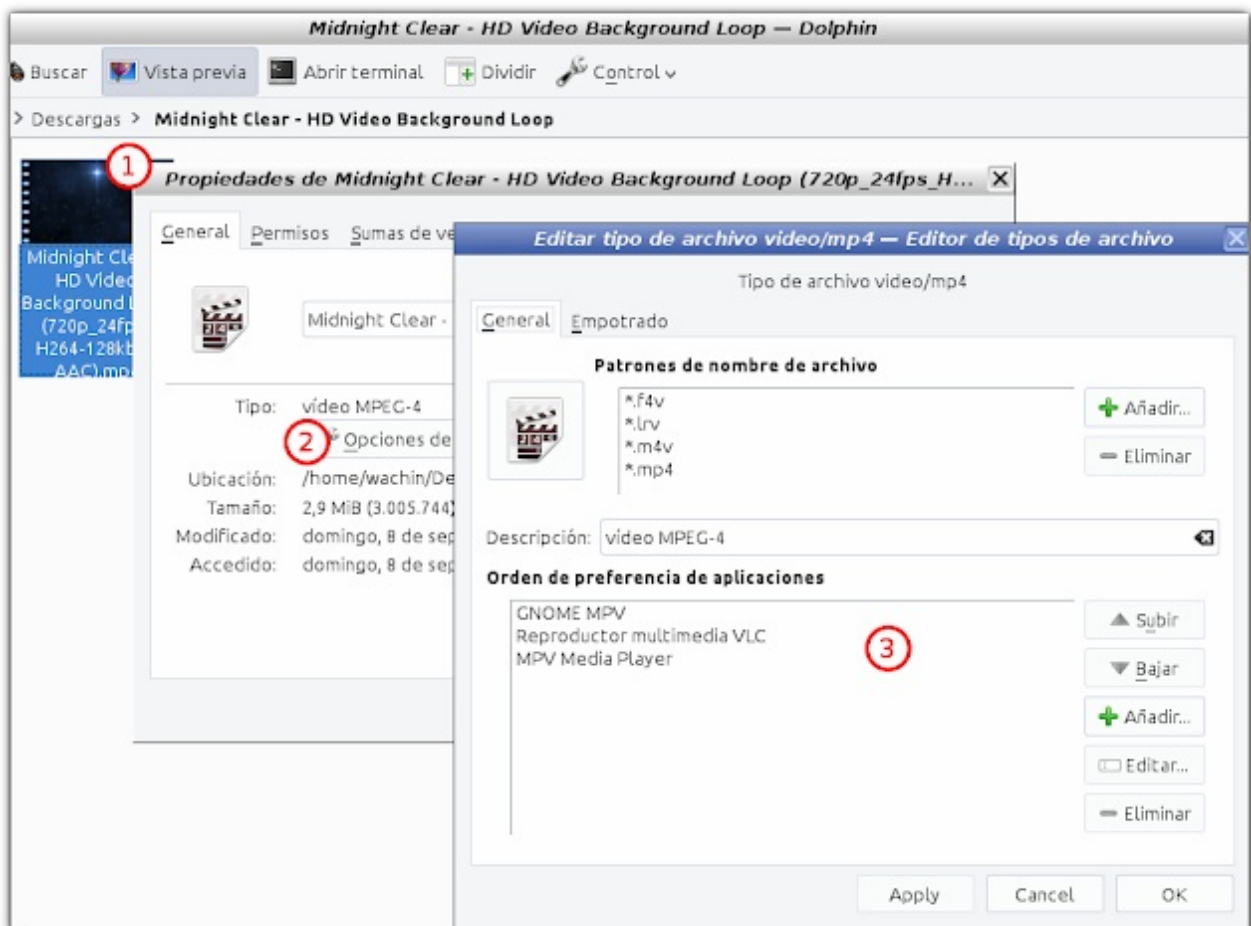 Midnight Clear - HD Video Background Loop — Dolphin
Buscar Vista previa Abrir terminal Dividir Control
> Descargas > Midnight Clear - HD Video Background Loop
1
Propiedades de Midnight Clear - HD Video Background Loop (720p_24fps_H... X
General Permisos Sumas de ve
Midnight Cle
HD Video
Background L
(720p_24fp
H264-128kb
AAC).mp
Midnight Clear -
Tipo: vídeo MPEG-4
2 Opciones de
Ubicación: /home/wachin/De
Tamaño: 2,9 MiB (3.005.744)
Modificado: domingo, 8 de sep
Accedido: domingo, 8 de sep
Editar tipo de archivo video/mp4 — Editor de tipos de archivo X
Tipo de archivo video/mp4
General Empotrado
Patrones de nombre de archivo
*.f4v
*.lrv
*.m4v
*.mp4
Añadir...
Eliminar
Descripción: vídeo MPEG-4
Orden de preferencia de aplicaciones
GNOME MPV
Reproductor multimedia VLC
MPV Media Player
3
Subir
Bajar
Añadir...
Editar...
Eliminar
Apply Cancel OK